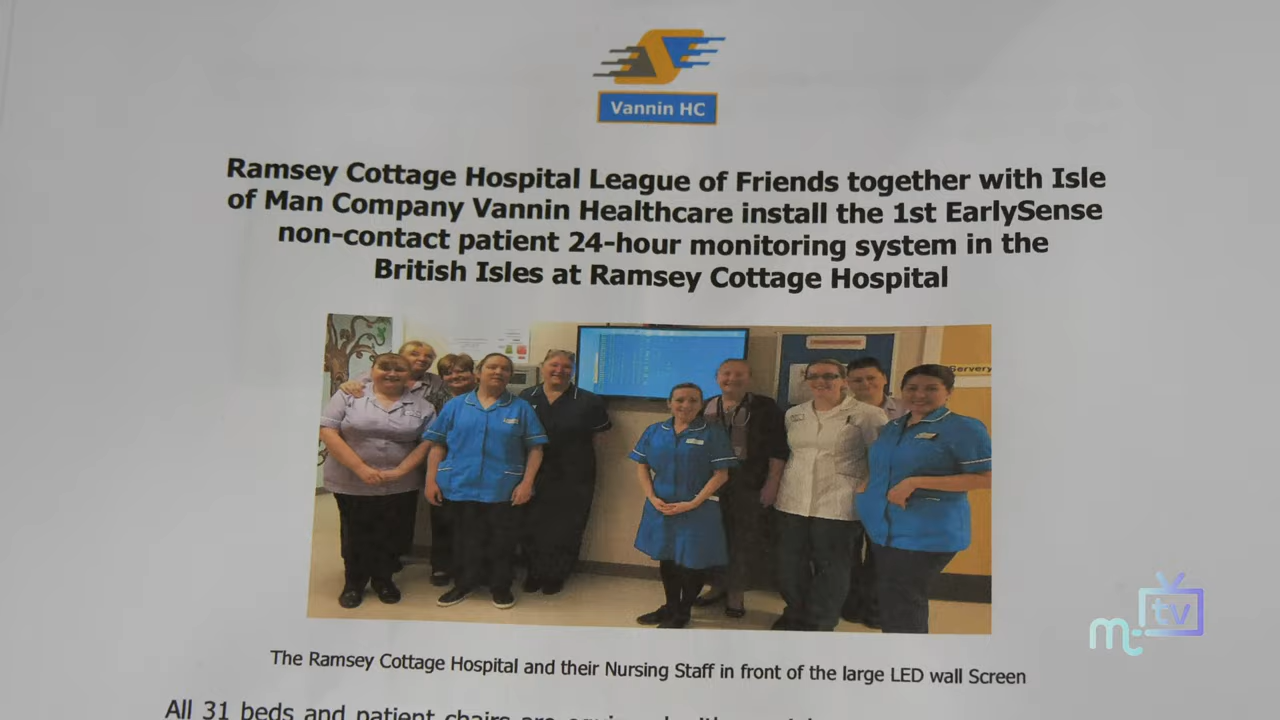 Vannin HC
Ramsey Cottage Hospital League of Friends together with Isle
of Man Company Vannin Healthcare install the 1st EarlySense
non-contact patient 24-hour monitoring system in the
British Isles at Ramsey Cottage Hospital
Servery
The Ramsey Cottage Hospital and their Nursing Staff in front of the large LED wall Screen
All 31 beds and patient chairs are
m tv